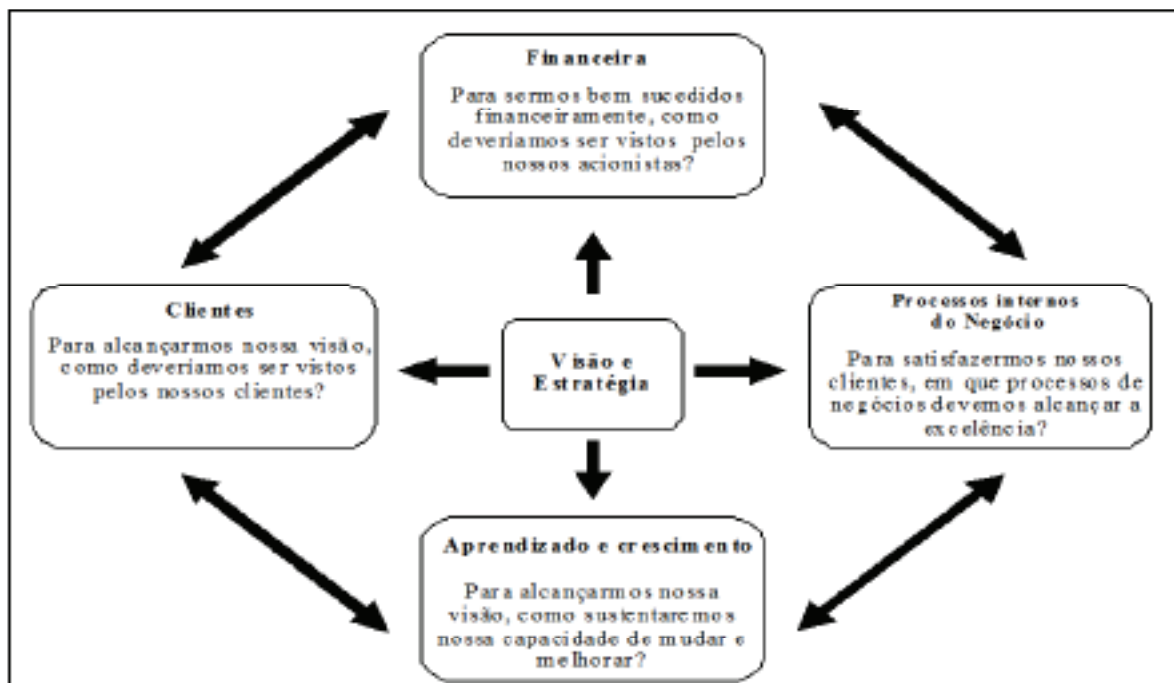 Financeira
Para sermos bem sucedidos
financeiramente, como
deveríamos ser vistos pelos
nossos acionistas?
Clientes
Para alcançarmos nossa visão,
como deveríamos ser vistos
pelos nossos clientes?
Visão e
Estratégia
Processos internos
do Negócio
Para satisfazermos nossos
clientes, em que processos de
negócios devemos alcançar a
excelência?
Aprendizado e crescimento
Para alcançarmos nossa
visão, como sustentaremos
nossa capacidade de mudar e
melhorar?